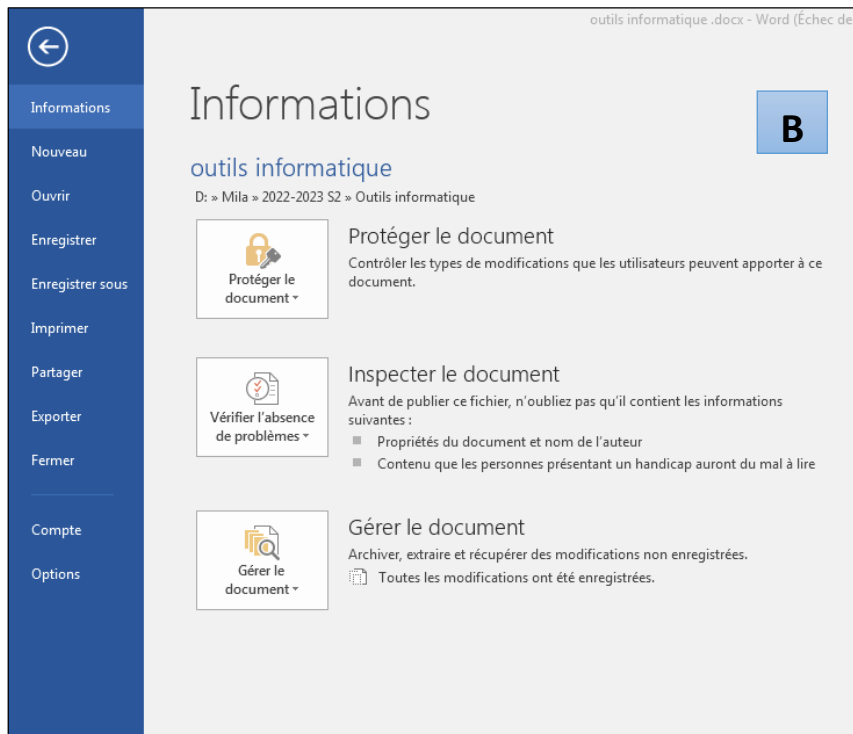 outils informatique .docx - Word (Échec de
Informations
Nouveau
Ouvrir
Enregistrer
Enregistrer sous
Imprimer
Partager
Exporter
Fermer
Compte
Options
Informations
B
outils informatique
D: » Mila » 2022-2023 S2 » Outils informatique
Protéger le
document
Protéger le document
Contrôler les types de modifications que les utilisateurs peuvent apporter à ce
document.
Vérifier l'absence
de problèmes
Inspecter le document
Avant de publier ce fichier, n'oubliez pas qu'il contient les informations
suivantes :
Propriétés du document et nom de l'auteur
Contenu que les personnes présentant un handicap auront du mal à lire
Gérer le
document
Gérer le document
Archiver, extraire et récupérer des modifications non enregistrées.
Toutes les modifications ont été enregistrées.